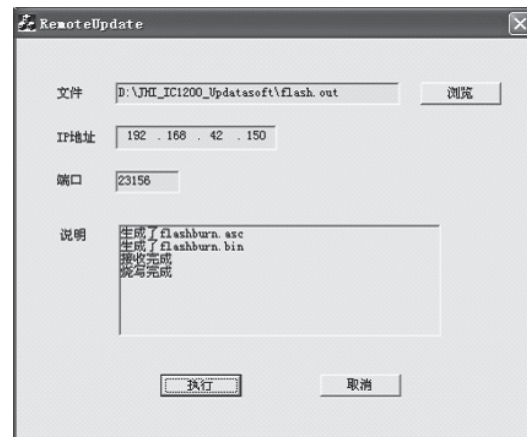 RemoteUpdate
文件 D:\JHI_IC1200_Updatasoft\flash.out 浏览
IP地址 192 . 168 . 42 . 150
端口 23156
说明 生成了flashburn.asc
生成了flashburn.bin
接收完成
烧写完成
执行 取消